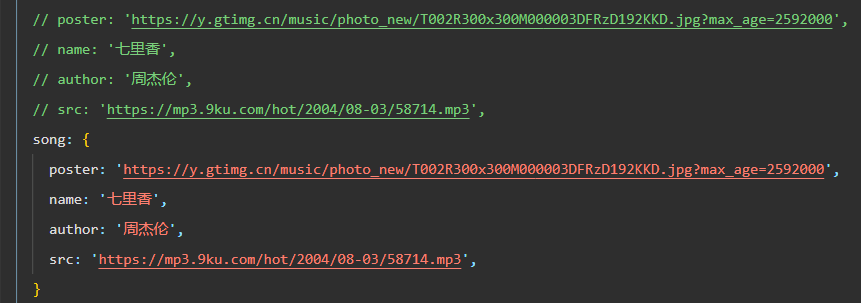 // poster: 'https://y.gtimg.cn/music/photo_new/T002R300x300M000003DFRzD192KKD.jpg?max_age=2592000',
// name: '七里香',
// author: '周杰伦',
// src: 'https://mp3.9ku.com/hot/2004/08-03/58714.mp3',
song: {
poster: 'https://y.gtimg.cn/music/photo_new/T002R300x300M000003DFRzD192KKD.jpg?max_age=2592000',
name: '七里香',
author: '周杰伦',
src: 'https://mp3.9ku.com/hot/2004/08-03/58714.mp3',
}